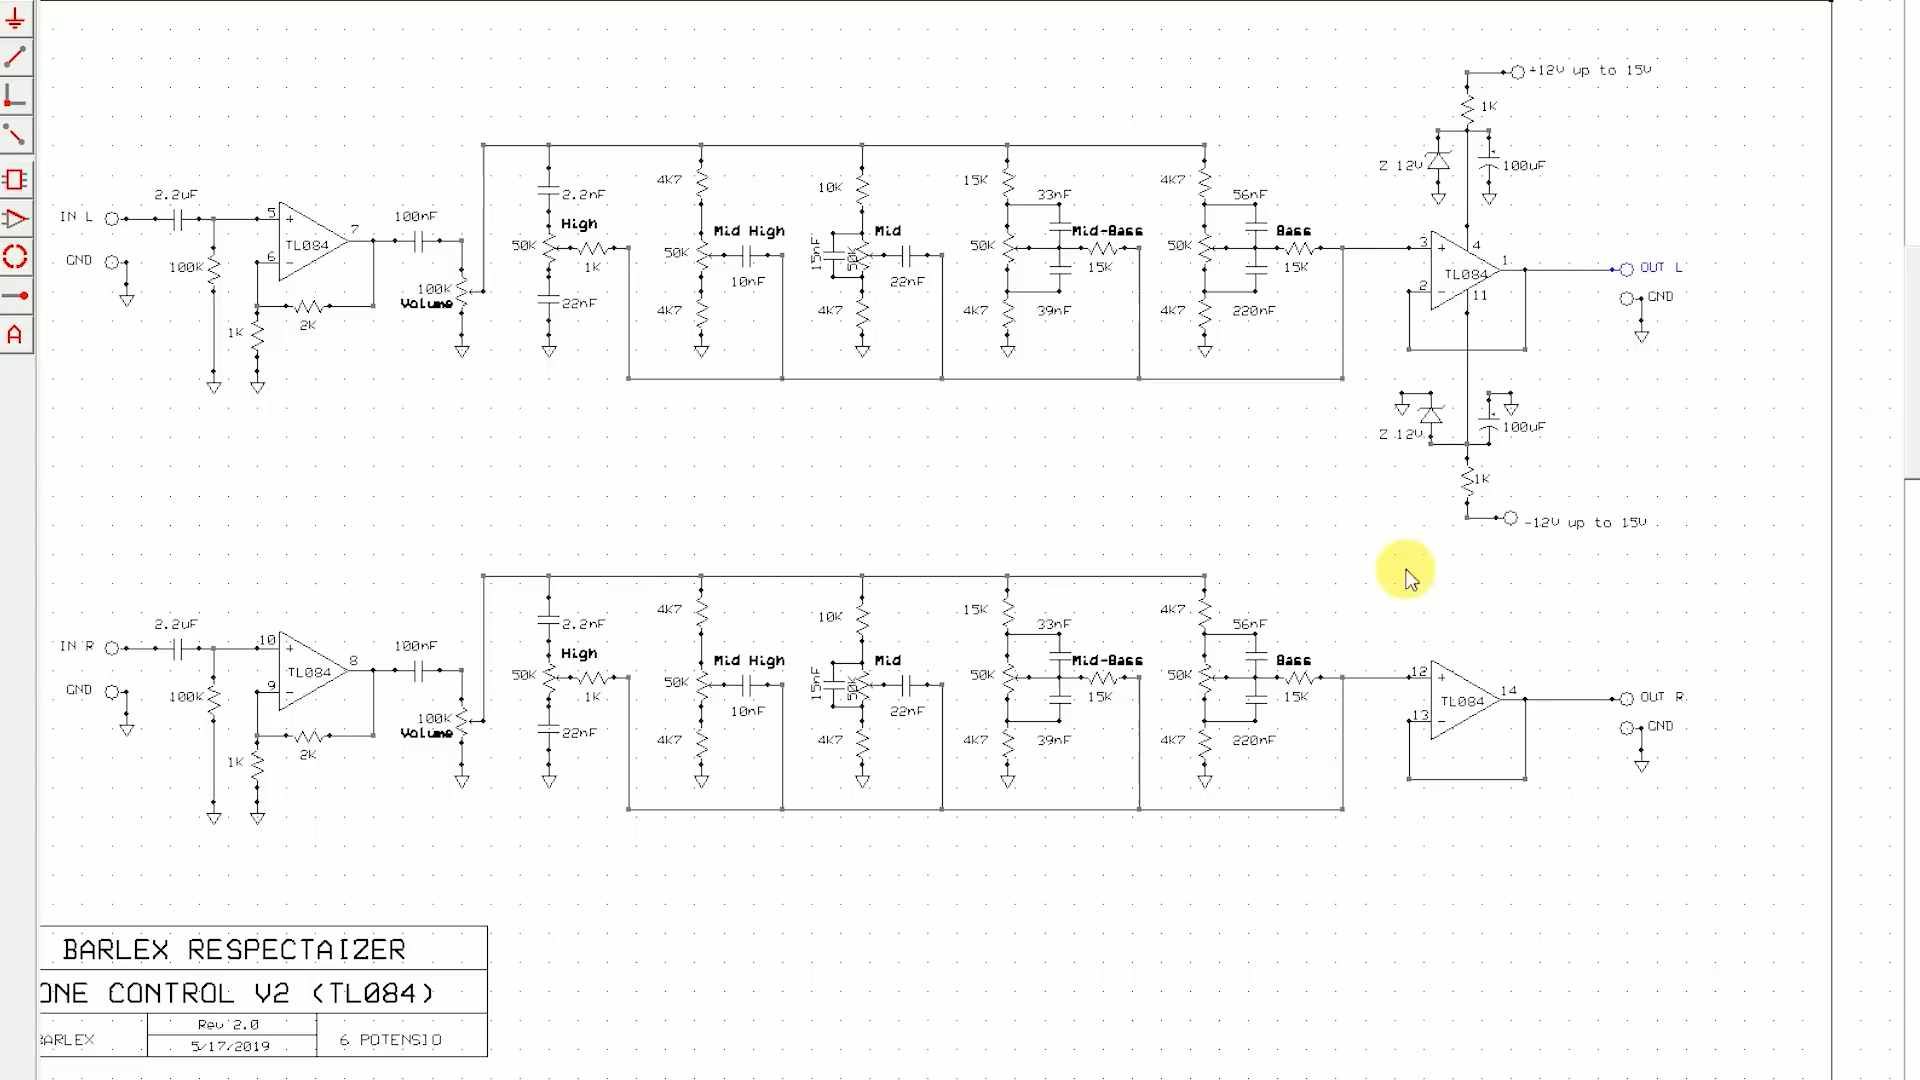 +12V up to 15V
1K
Z 12V
100uF
IN L
2.2uF
5
+
6
-
7
TL084
GND
100K
1K
2K
100nF
100K
Volume
2.2nF
High
50K
1K
22nF
4K7
Mid High
50K
10nF
4K7
10K
15nF
50K
Mid
22nF
4K7
15K
33nF
50K
Mid-Bass
15K
4K7
39nF
4K7
56nF
50K
Bass
15K
4K7
220nF
3
+
4
TL084
1
2
-
11
OUT L
GND
Z 12V
100uF
1K
-12V up to 15V
IN R
2.2uF
10
+
9
-
8
TL084
GND
100K
1K
2K
100nF
100K
Volume
2.2nF
High
50K
1K
22nF
4K7
Mid High
50K
10nF
4K7
10K
15nF
50K
Mid
22nF
4K7
15K
33nF
50K
Mid-Bass
15K
4K7
39nF
4K7
56nF
50K
Bass
15K
4K7
220nF
12
+
13
-
TL084
14
OUT R
GND
A
BARLEX RESPECTAIZER
ONE CONTROL V2 (TL084)
BARLEX
Rev 2.0
5/17/2019
6 POTENSIO